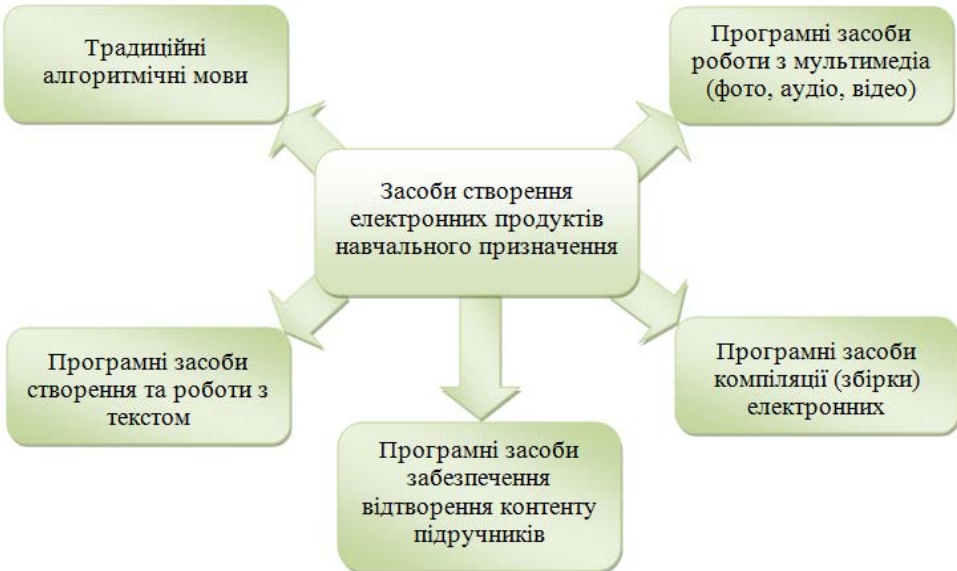 Традиційні
алгоритмічні мови
Програмні засоби
роботи з мультимедіа
(фото, аудіо, відео)
Засоби створення
електронних продуктів
навчального призначення
Програмні засоби
створення та роботи з
текстом
Програмні засоби
компіляції (збірки)
електронних
Програмні засоби
забезпечення
відтворення контенту
підручників